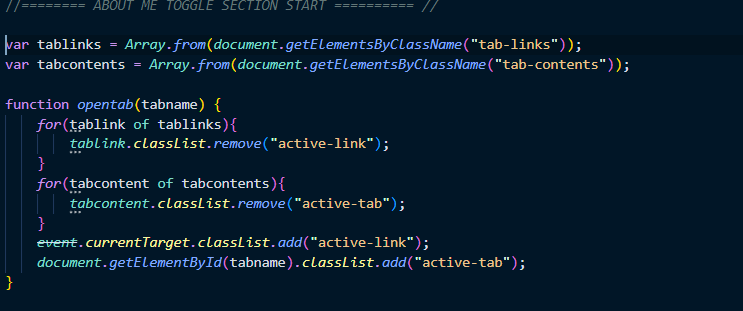 //======== ABOUT ME TOGGLE SECTION START ========== //
var tablinks = Array.from(document.getElementsByClassName("tab-links"));
var tabcontents = Array.from(document.getElementsByClassName("tab-contents"));
function opentab(tabname) {
for(tablink of tablinks){
tablink.classList.remove("active-link");
}
for(tabcontent of tabcontents){
tabcontent.classList.remove("active-tab");
}
event.currentTarget.classList.add("active-link");
document.getElementById(tabname).classList.add("active-tab");
}